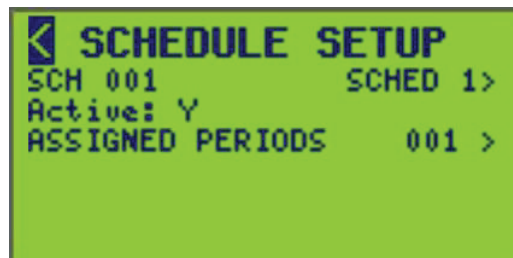 < SCHEDULE SETUP
SCH 001 SCHED 1>
Active: Y
ASSIGNED PERIODS 001 >